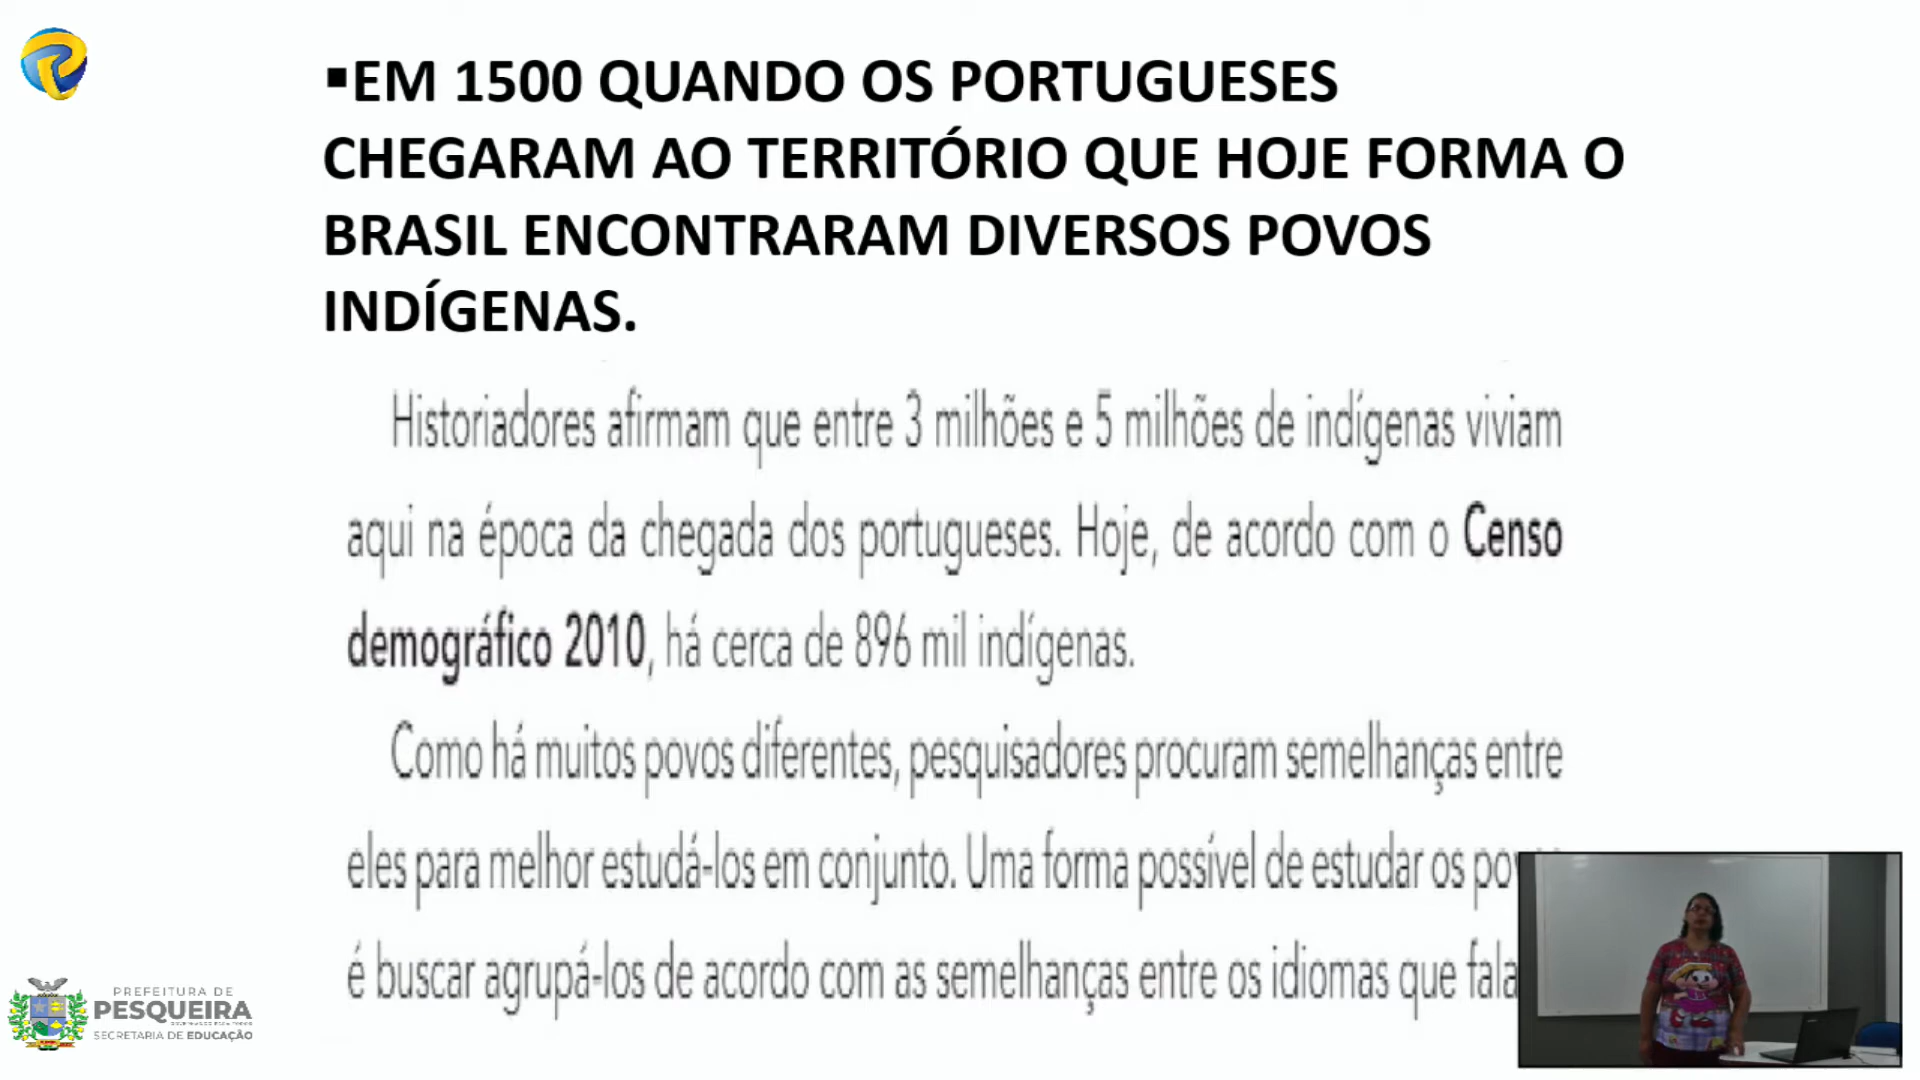 ▪EM 1500 QUANDO OS PORTUGUESES
CHEGARAM AO TERRITÓRIO QUE HOJE FORMA O
BRASIL ENCONTRARAM DIVERSOS POVOS
INDÍGENAS.
Historiadores afirmam que entre 3 milhões e 5 milhões de indígenas viviam
aqui na época da chegada dos portugueses. Hoje, de acordo com o Censo
demográfico 2010, há cerca de 896 mil indígenas.
Como há muitos povos diferentes, pesquisadores procuram semelhanças entre
eles para melhor estudá-los em conjunto. Uma forma possível de estudar os
é buscar agrupá-los de acordo com as semelhanças entre os idiomas que
PREFEITURA DE
PESQUEIRA
SECRETARIA DE EDUCAÇÃO